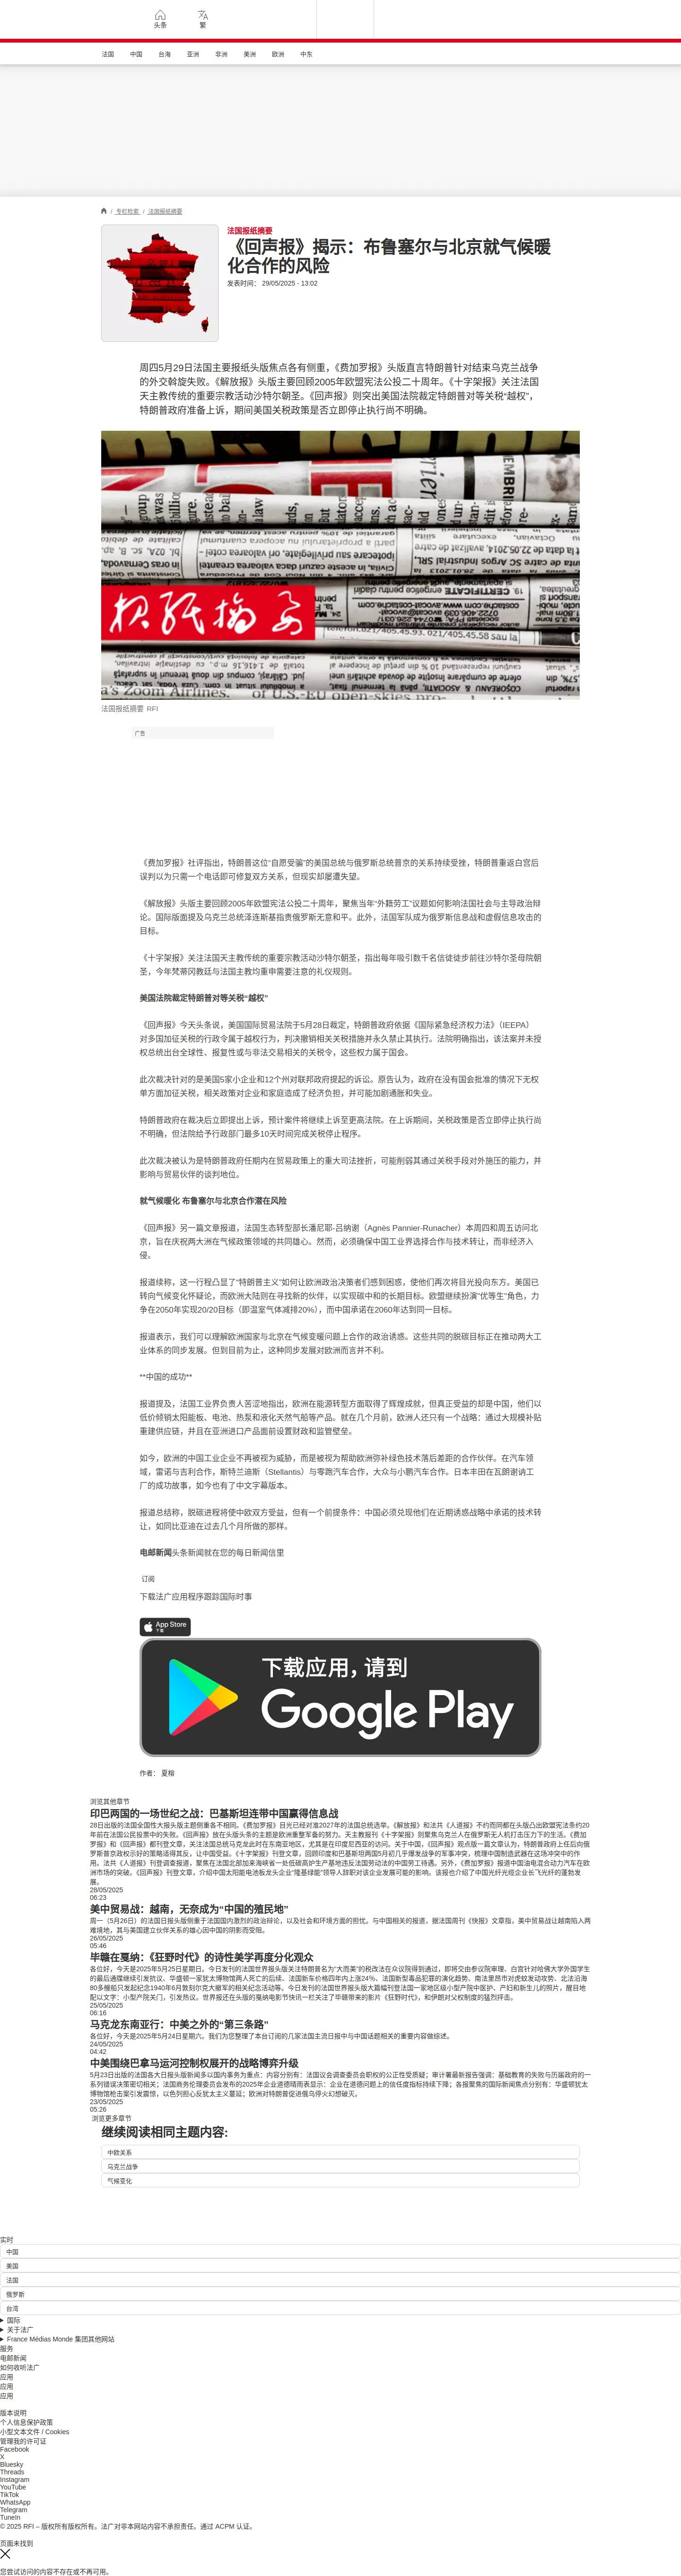 头条
繁
法国 中国 台海 亚洲 非洲 美洲 欧洲 中东
/ 专栏检索 / 法国报纸摘要
法国报纸摘要
《回声报》揭示：布鲁塞尔与北京就气候暖
化合作的风险
发表时间： 29/05/2025 - 13:02
周四5月29日法国主要报纸头版焦点各有侧重，《费加罗报》头版直言特朗普针对结束乌克兰战争
的外交斡旋失败。《解放报》头版主要回顾2005年欧盟宪法公投二十周年。《十字架报》关注法国
天主教传统的重要宗教活动沙特尔朝圣。《回声报》则突出美国法院裁定特朗普对等关税“越权”，
特朗普政府准备上诉，期间美国关税政策是否立即停止执行尚不明确。
报纸摘要
法国报纸摘要 RFI
广告
《费加罗报》社评指出，特朗普这位“自愿受骗”的美国总统与俄罗斯总统普京的关系持续受挫，特朗普重返白宫后
误判以为只需一个电话即可修复双方关系，但现实却屡遭失望。
《解放报》头版主要回顾2005年欧盟宪法公投二十周年，聚焦当年“外籍劳工”议题如何影响法国社会与主导政治辩
论。国际版面提及乌克兰总统泽连斯基指责俄罗斯无意和平。此外，法国军队成为俄罗斯信息战和虚假信息攻击的
目标。
《十字架报》关注法国天主教传统的重要宗教活动沙特尔朝圣，指出每年吸引数千名信徒徒步前往沙特尔圣母院朝
圣，今年梵蒂冈教廷与法国主教均重申需要注意的礼仪规则。
美国法院裁定特朗普对等关税“越权”
《回声报》今天头条说，美国国际贸易法院于5月28日裁定，特朗普政府依据《国际紧急经济权力法》（IEEPA）
对多国加征关税的行政令属于越权行为，判决撤销相关关税措施并永久禁止其执行。法院明确指出，该法案并未授
权总统出台全球性、报复性或与非法交易相关的关税令，这些权力属于国会。
此次裁决针对的是美国5家小企业和12个州对联邦政府提起的诉讼。原告认为，政府在没有国会批准的情况下无权
单方面加征关税，相关政策对企业和家庭造成了经济负担，并可能加剧通胀和失业。
特朗普政府在裁决后立即提出上诉，预计案件将继续上诉至更高法院。在上诉期间，关税政策是否立即停止执行尚
不明确，但法院给予行政部门最多10天时间完成关税停止程序。
此次裁决被认为是特朗普政府任期内在贸易政策上的重大司法挫折，可能削弱其通过关税手段对外施压的能力，并
影响与贸易伙伴的谈判地位。
就气候暖化 布鲁塞尔与北京合作潜在风险
《回声报》另一篇文章报道，法国生态转型部长潘尼耶-吕纳谢（Agnès Pannier-Runacher）本周四和周五访问北
京，旨在庆祝两大洲在气候政策领域的共同雄心。然而，必须确保中国工业界选择合作与技术转让，而非经济入
侵。
报道续称，这一行程凸显了“特朗普主义”如何让欧洲政治决策者们感到困惑，使他们再次将目光投向东方。美国已
转向气候变化怀疑论，而欧洲大陆则在寻找新的伙伴，以实现碳中和的长期目标。欧盟继续扮演"优等生"角色，力
争在2050年实现20/20目标（即温室气体减排20%），而中国承诺在2060年达到同一目标。
报道表示，我们可以理解欧洲国家与北京在气候变暖问题上合作的政治诱惑。这些共同的脱碳目标正在推动两大工
业体系的同步发展。但到目前为止，这种同步发展对欧洲而言并不利。
**中国的成功**
报道提及，法国工业界负责人苦涩地指出，欧洲在能源转型方面取得了辉煌成就，但真正受益的却是中国，他们以
低价倾销太阳能板、电池、热泵和液化天然气船等产品。就在几个月前，欧洲人还只有一个战略：通过大规模补贴
重建供应链，并且在亚洲进口产品面前设置财政和监管壁垒。
如今，欧洲的中国工业企业不再被视为威胁，而是被视为帮助欧洲弥补绿色技术落后差距的合作伙伴。在汽车领
域，雷诺与吉利合作，斯特兰迪斯（Stellantis）与零跑汽车合作，大众与小鹏汽车合作。日本丰田在瓦朗谢讷工
厂的成功故事，如今也有了中文字幕版本。
报道总结称，脱碳进程将使中欧双方受益，但有一个前提条件：中国必须兑现他们在近期诱惑战略中承诺的技术转
让，如同比亚迪在过去几个月所做的那样。
电邮新闻头条新闻就在您的每日新闻信里
订阅
下载法广应用程序跟踪国际时事
App Store
下载
下载应用，请到
Google Play
作者： 夏榕
浏览其他章节
印巴两国的一场世纪之战：巴基斯坦连带中国赢得信息战
28日出版的法国全国性大报头版主题侧重各不相同。《费加罗报》目光已经对准2027年的法国总统选举。《解放报》和法共《人道报》不约而同都在头版凸出欧盟宪法条约20
年前在法国公民投票中的失败。《回声报》放在头版头条的主题是欧洲重整军备的努力。天主教报刊《十字架报》则聚焦乌克兰人在俄罗斯无人机打击压力下的生活。《费加
罗报》和《回声报》都刊登文章，关注法国总统马克龙此时在东南亚地区，尤其是在印度尼西亚的访问。关于中国，《回声报》观点版一篇文章认为，特朗普政府上任后向俄
罗斯普京政权示好的策略适得其反，让中国受益。《十字架报》刊登文章，回顾印度和巴基斯坦两国5月初几乎爆发战争的军事冲突，梳理中国制造武器在这场冲突中的作
用。法共《人道报》刊登调查报道，聚焦在法国北部加来海峡省一处低碳高炉生产基地违反法国劳动法的中国劳工待遇。另外，《费加罗报》报道中国油电混合动力汽车在欧
洲市场的突破。《回声报》刊登文章，介绍中国太阳能电池板龙头企业“隆基绿能”领导人辞职对该企业发展可能的影响。该报也介绍了中国光纤光缆企业长飞光纤的蓬勃发
展。
28/05/2025
06:23
美中贸易战：越南，无奈成为“中国的殖民地”
周一（5月26日）的法国日报头版侧重于法国国内激烈的政治辩论，以及社会和环境方面的担忧。与中国相关的报道，据法国周刊《快报》文章指，美中贸易战让越南陷入两
难境地，其与美国建立伙伴关系的雄心因中国的阴影而受阻。
26/05/2025
05:46
毕赣在戛纳：《狂野时代》的诗性美学再度分化观众
各位好，今天是2025年5月25日星期日。今日发刊的法国世界报头版关注特朗普名为“大而美”的税改法在众议院得到通过，即将交由参议院审理、白宫针对哈佛大学外国学生
的最后通牒继续引发抗议、华盛顿一家犹太博物馆两人死亡的后续、法国新车价格四年内上涨24%、法国新型毒品犯罪的演化趋势、南法里昂市对虎蚊发动攻势、北法沿海
80多艘船只发起纪念1940年6月敦刻尔克大撤军的相关纪念活动等。今日发刊的法国世界报头版大篇幅刊登法国一家地区级小型产院中医护、产妇和新生儿的照片，醒目地
配以文字：小型产院关门，引发热议。世界报还在头版的戛纳电影节快讯一栏关注了毕赣带来的影片《狂野时代》，和伊朗对父权制度的猛烈抨击。
25/05/2025
06:16
马克龙东南亚行：中美之外的“第三条路”
各位好，今天是2025年5月24日星期六。我们为您整理了本台订阅的几家法国主流日报中与中国话题相关的重要内容做综述。
24/05/2025
04:42
中美围绕巴拿马运河控制权展开的战略博弈升级
5月23日出版的法国各大日报头版新闻多以国内事务为重点：内容分别有：法国议会调查委员会职权的公正性受质疑；审计署最新报告强调：基础教育的失败与历届政府的一
系列错误决策密切相关；法国商务伦理委员会发布的2025年企业道德晴雨表显示：企业在道德问题上的信任度指标持续下降；各报聚焦的国际新闻焦点分别有：华盛顿犹太
博物馆枪击案引发震惊，以色列担心反犹太主义蔓延；欧洲对特朗普促进俄乌停火幻想破灭。
23/05/2025
05:26
浏览更多章节
继续阅读相同主题内容:
中欧关系
乌克兰战争
气候变化
实时
中国
美国
法国
俄罗斯
台湾
国际
关于法广
France Médias Monde 集团其他网站
服务
电邮新闻
如何收听法广
应用
应用
应用
版本说明
个人信息保护政策
小型文本文件 / Cookies
管理我的许可证
Facebook
X
Bluesky
Threads
Instagram
YouTube
TikTok
WhatsApp
Telegram
TuneIn
© 2025 RFI – 版权所有版权所有。法广对非本网站内容不承担责任。通过 ACPM 认证。
页面未找到
您尝试访问的内容不存在或不再可用。